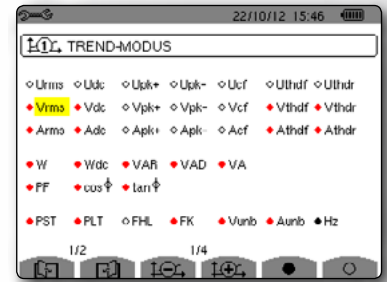 22/10/12 15:46
1 TREND-MODUS
Urms Udc Upk+ Upk- Ucf Uthdf Uthdr
Vrms Vdc Vpk+ Vpk- Vcf Vthdf Vthdr
Arms Adc Apk+ Apk- Acf Athdf Athdr
W Wdc VAR VAD VA
PF cos Φ tan Φ
PST PLT FHL FK Vunb Aunb Hz
1/2 1/4
1